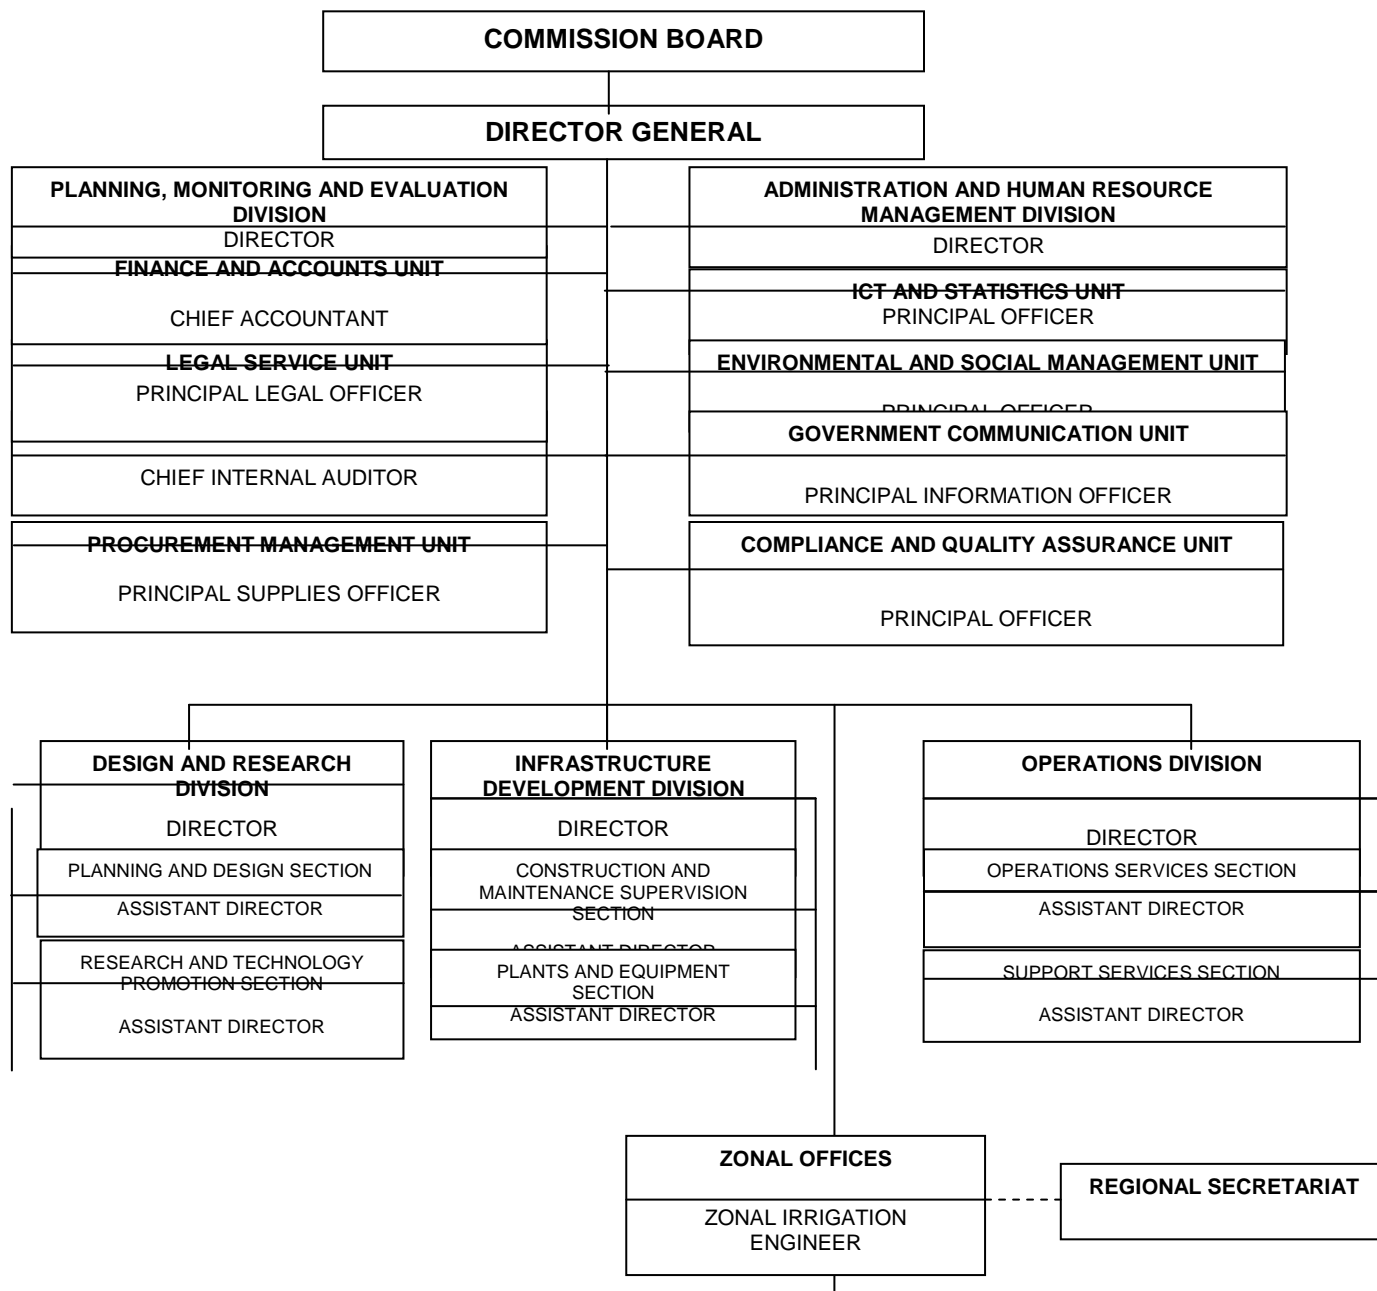 COMMISSION BOARD
DIRECTOR GENERAL
PLANNING, MONITORING AND EVALUATION
DIVISION
DIRECTOR
FINANCE AND ACCOUNTS UNIT
CHIEF ACCOUNTANT
LEGAL SERVICE UNIT
PRINCIPAL LEGAL OFFICER
CHIEF INTERNAL AUDITOR
PROCUREMENT MANAGEMENT UNIT
PRINCIPAL SUPPLIES OFFICER
ADMINISTRATION AND HUMAN RESOURCE
MANAGEMENT DIVISION
DIRECTOR
ICT AND STATISTICS UNIT
PRINCIPAL OFFICER
ENVIRONMENTAL AND SOCIAL MANAGEMENT UNIT
PRINCIPAL OFFICER
GOVERNMENT COMMUNICATION UNIT
PRINCIPAL INFORMATION OFFICER
COMPLIANCE AND QUALITY ASSURANCE UNIT
PRINCIPAL OFFICER
DESIGN AND RESEARCH
DIVISION
DIRECTOR
PLANNING AND DESIGN SECTION
ASSISTANT DIRECTOR
RESEARCH AND TECHNOLOGY
PROMOTION SECTION
ASSISTANT DIRECTOR
INFRASTRUCTURE
DEVELOPMENT DIVISION
DIRECTOR
CONSTRUCTION AND
MAINTENANCE SUPERVISION
SECTION
ASSISTANT DIRECTOR
PLANTS AND EQUIPMENT
SECTION
ASSISTANT DIRECTOR
OPERATIONS DIVISION
DIRECTOR
OPERATIONS SERVICES SECTION
ASSISTANT DIRECTOR
SUPPORT SERVICES SECTION
ASSISTANT DIRECTOR
ZONAL OFFICES
ZONAL IRRIGATION
ENGINEER
REGIONAL SECRETARIAT